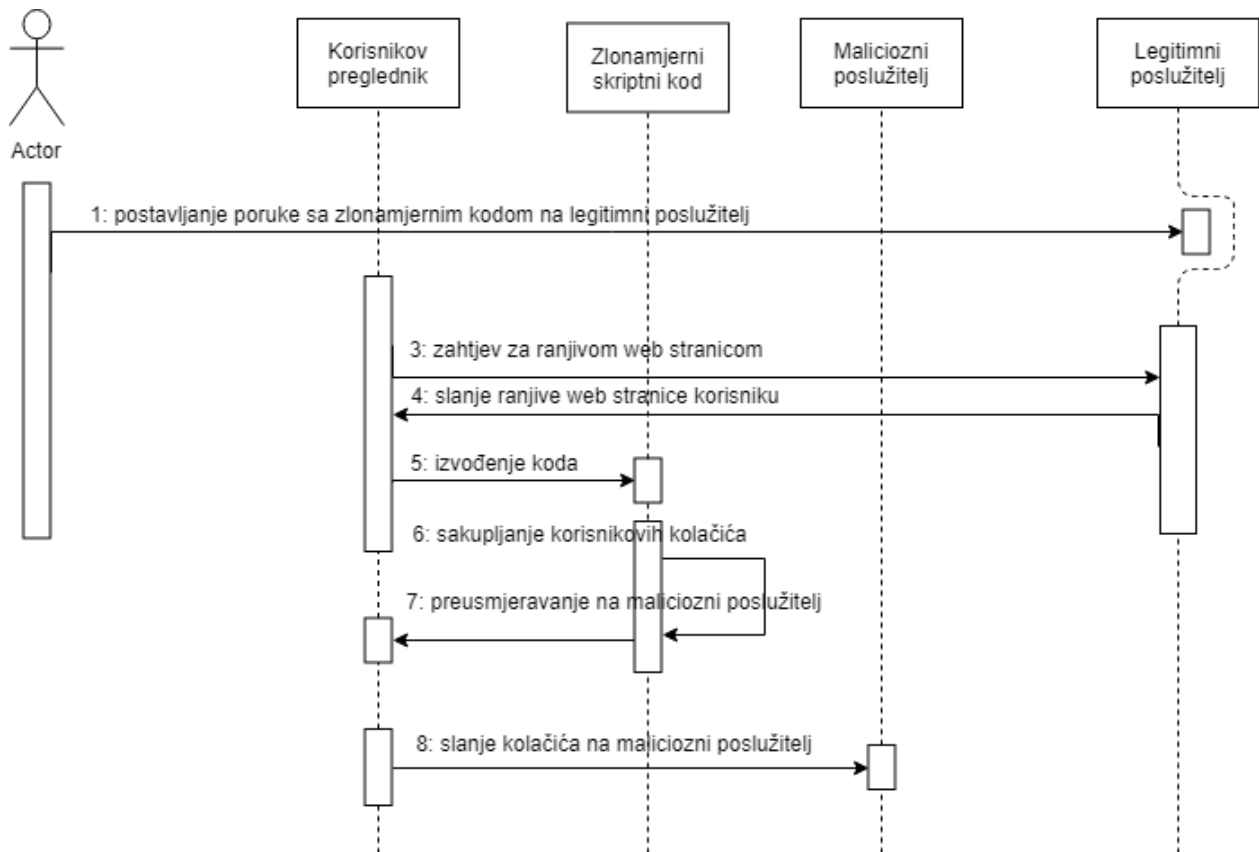 Korisnikov
preglednik
Zlonamjerni
skriptni kod
Maliciozni
poslužitelj
Legitimni
poslužitelj
Actor
1: postavljanje poruke sa zlonamjernim kodom na legitimni poslužitelj
3: zahtjev za ranjivom web stranicom
4: slanje ranjive web stranice korisniku
5: izvođenje koda
6: sakupljanje korisnikovih kolačića
7: preusmjeravanje na maliciozni poslužitelj
8: slanje kolačića na maliciozni poslužitelj